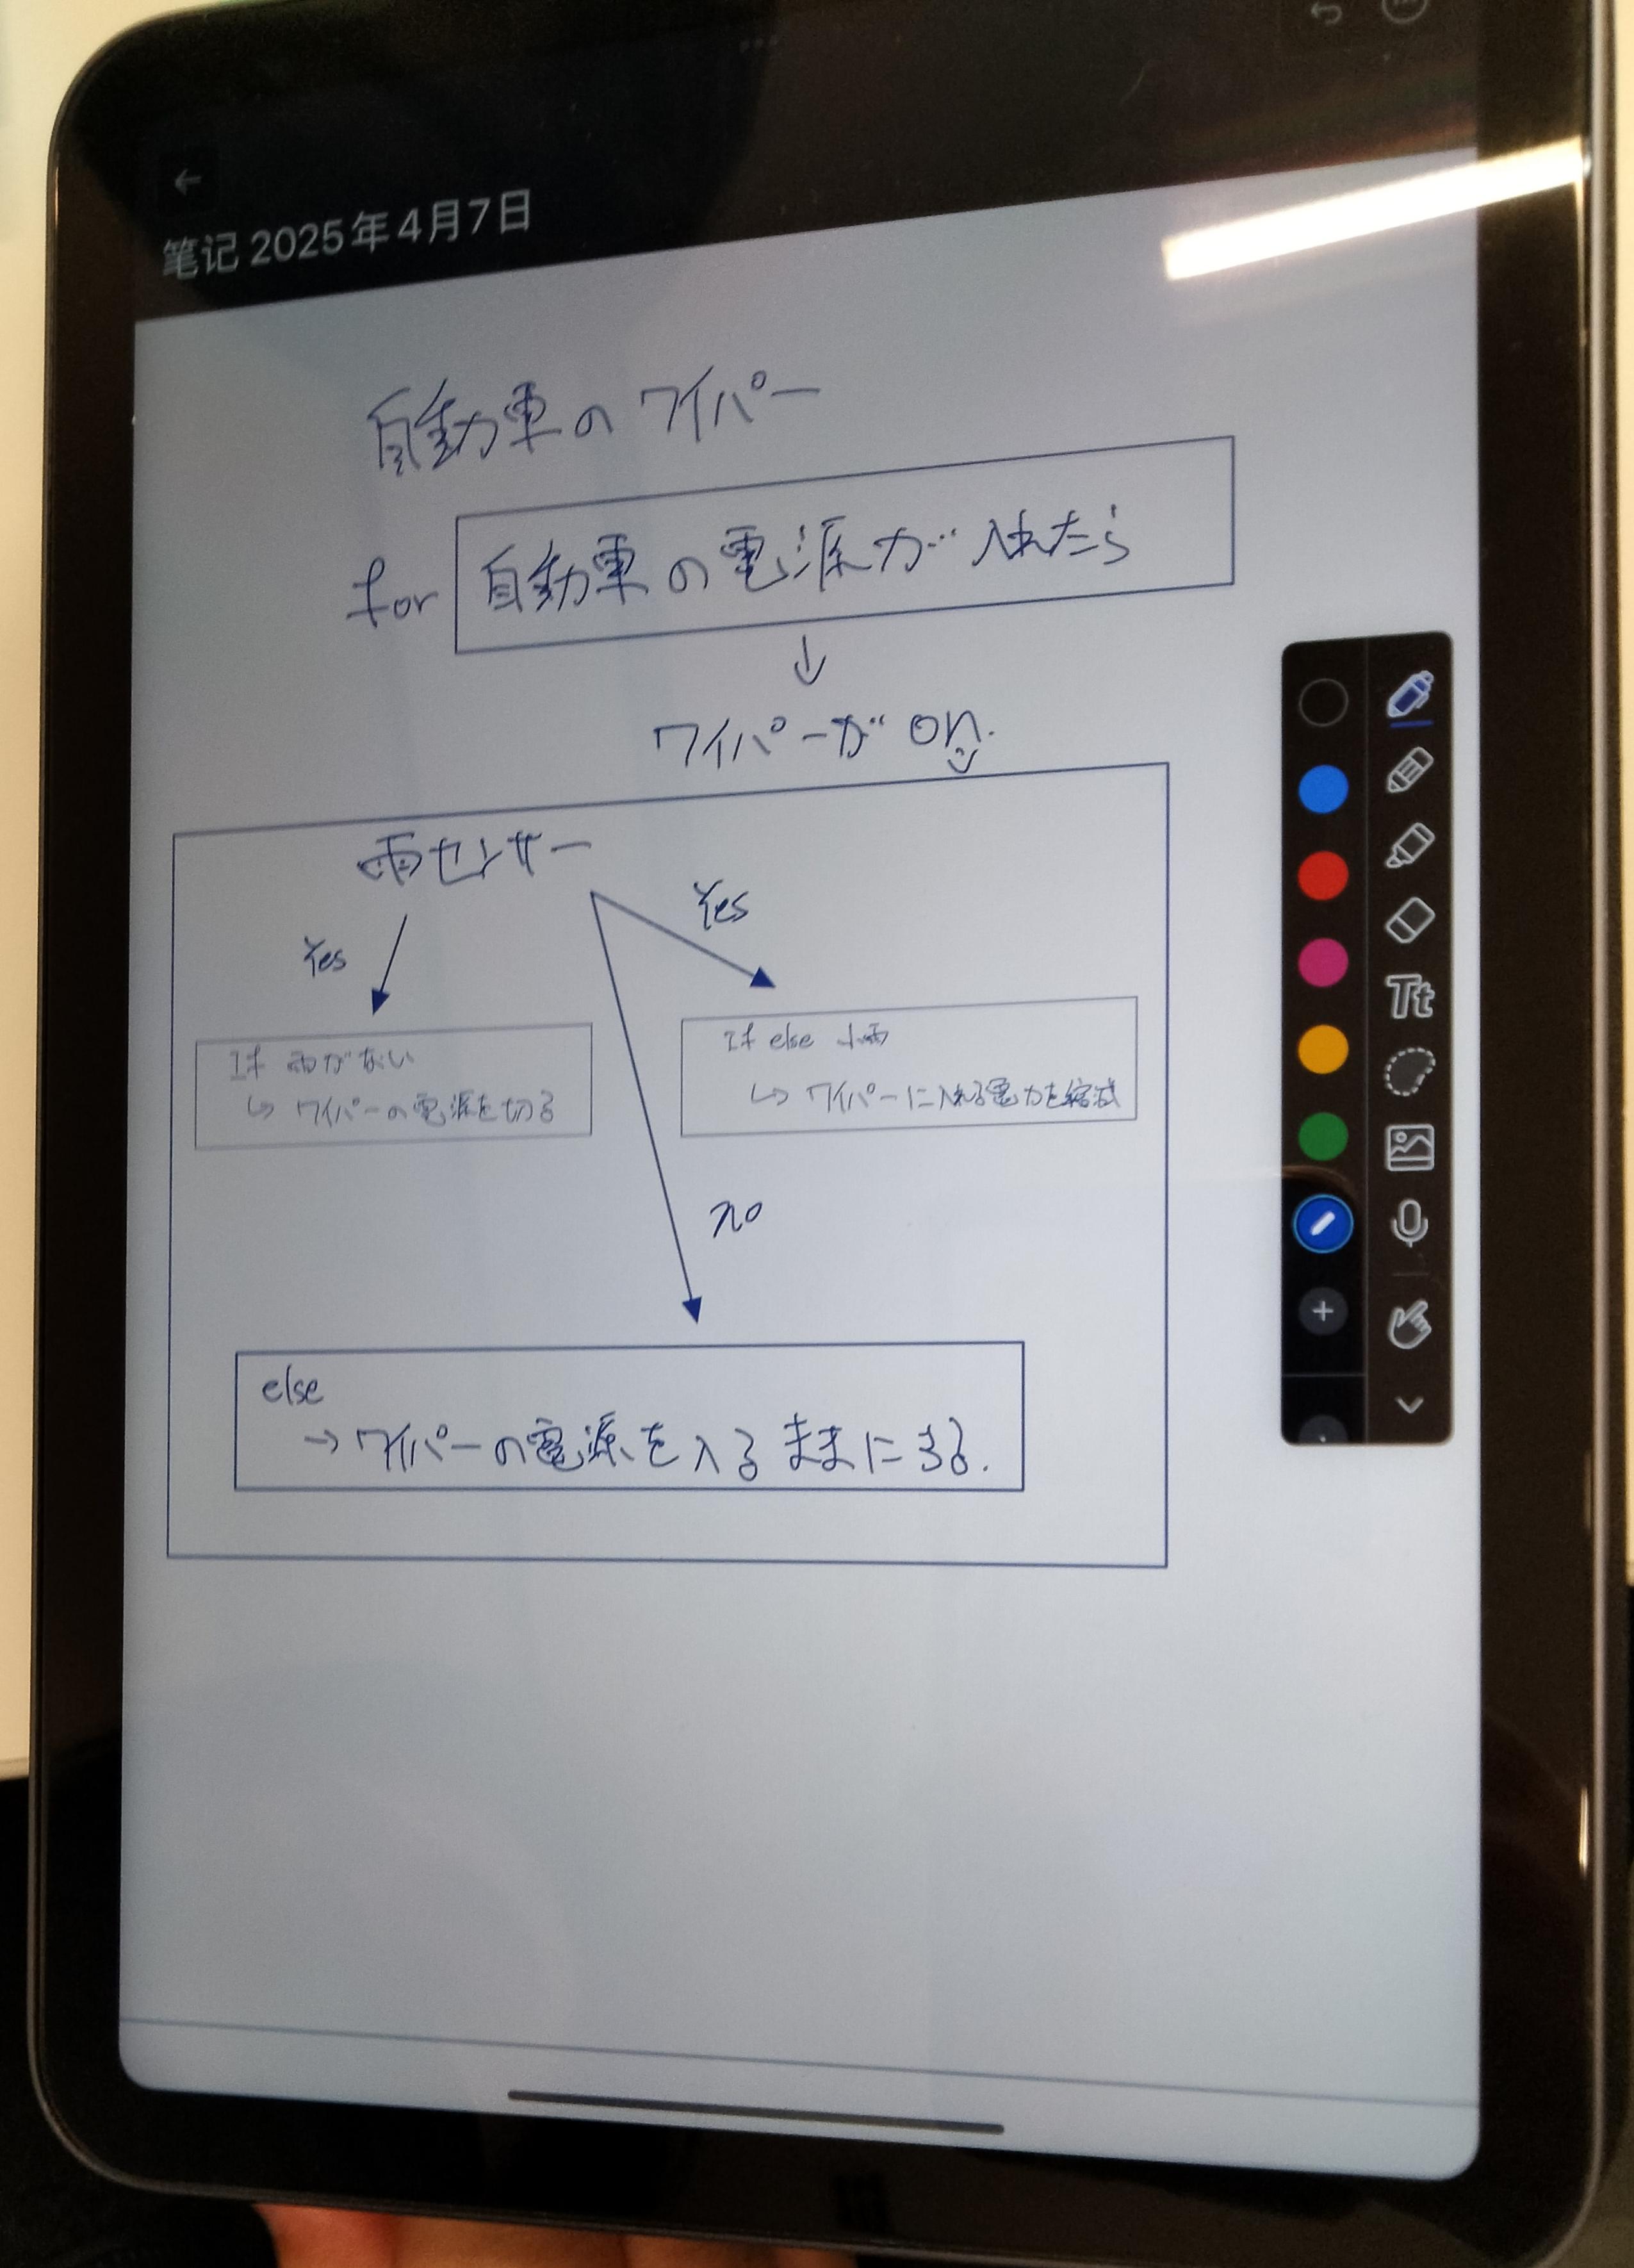 笔记 2025年4月7日
自動車のワイパー
for 自動車の電源が入れたら
↓
ワイパーが on.
雨センサー
Yes
Yes
If 雨がない
↳ ワイパーの電源を切る
If else 小雨
↳ ワイパーに入れる電力を縮減
no
else
→ ワイパーの電源を入るままにする.
Tt